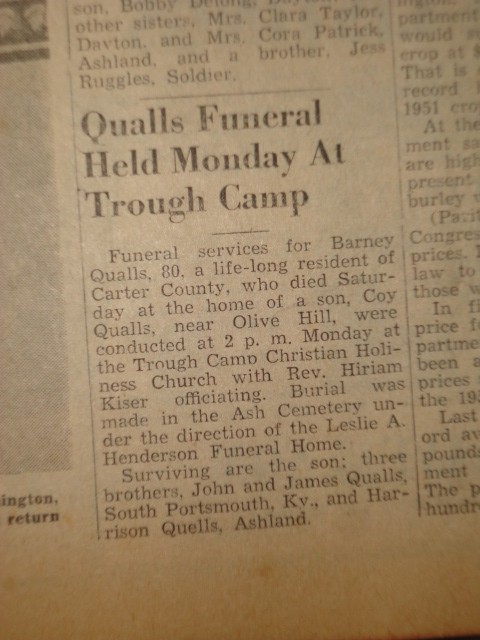 son, Bobby Delong, Dayton;
other sisters, Mrs. Clara Taylor,
Dayton, and Mrs. Cora Patrick,
Ashland, and a brother, Jess
Ruggles, Soldier.
Qualls Funeral
Held Monday At
Trough Camp
Funeral services for Barney
Qualls, 80, a life-long resident of
Carter County, who died Satur-
day at the home of a son, Coy
Qualls, near Olive Hill, were
conducted at 2 p. m. Monday at
the Trough Camp Christian Holi-
ness Church with Rev. Hiriam
Kiser officiating. Burial was
made in the Ash Cemetery un-
der the direction of the Leslie A.
Henderson Funeral Home.
Surviving are the son; three
brothers, John and James Qualls,
South Portsmouth, Ky., and Har-
rison Quells, Ashland.
ington,
return
partment
would s
crop at
That is
record
1951 cro
At the
ment sa
are high
present
burley
(Parit
Congres
prices.
law to
those w
In fi
price f
partme
been a
prices
the 19
Last
ord av
pounds
ment
The p
hundr